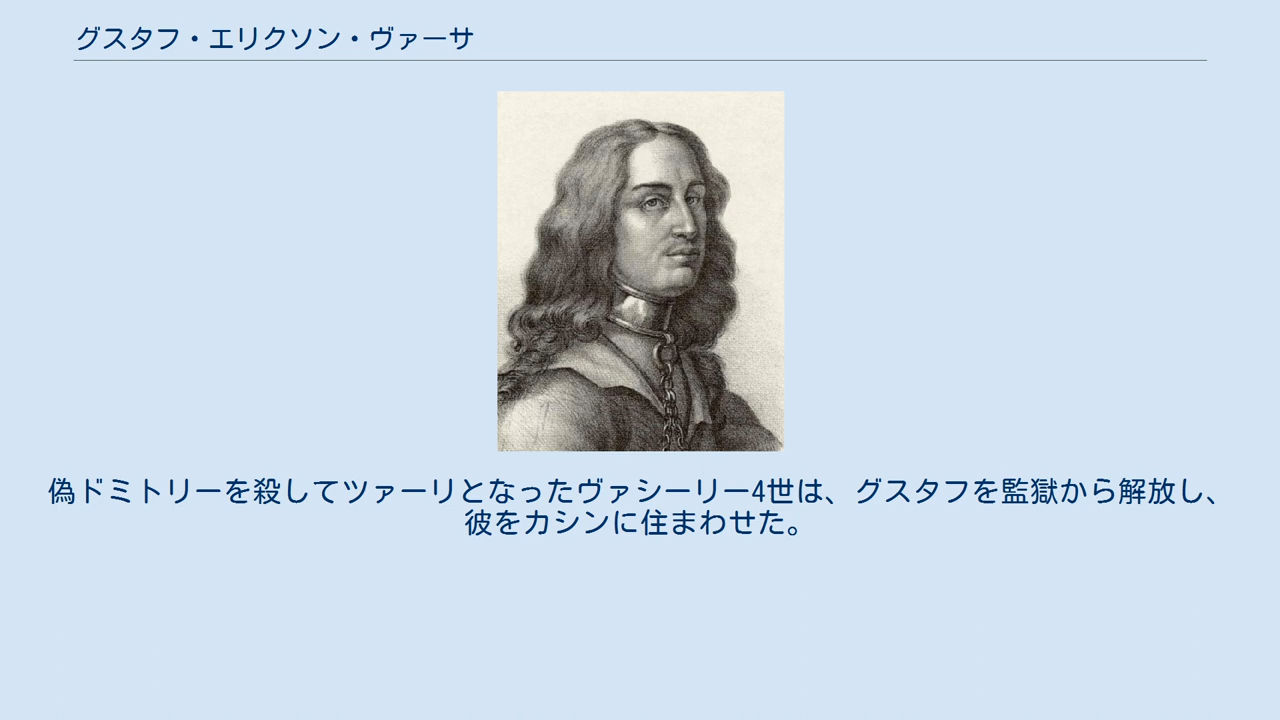 グスタフ・エリクソン・ヴァーサ
偽ドミトリーを殺してツァーリとなったヴァシーリー4世は、グスタフを監獄から解放し、
彼をカシンに住まわせた。